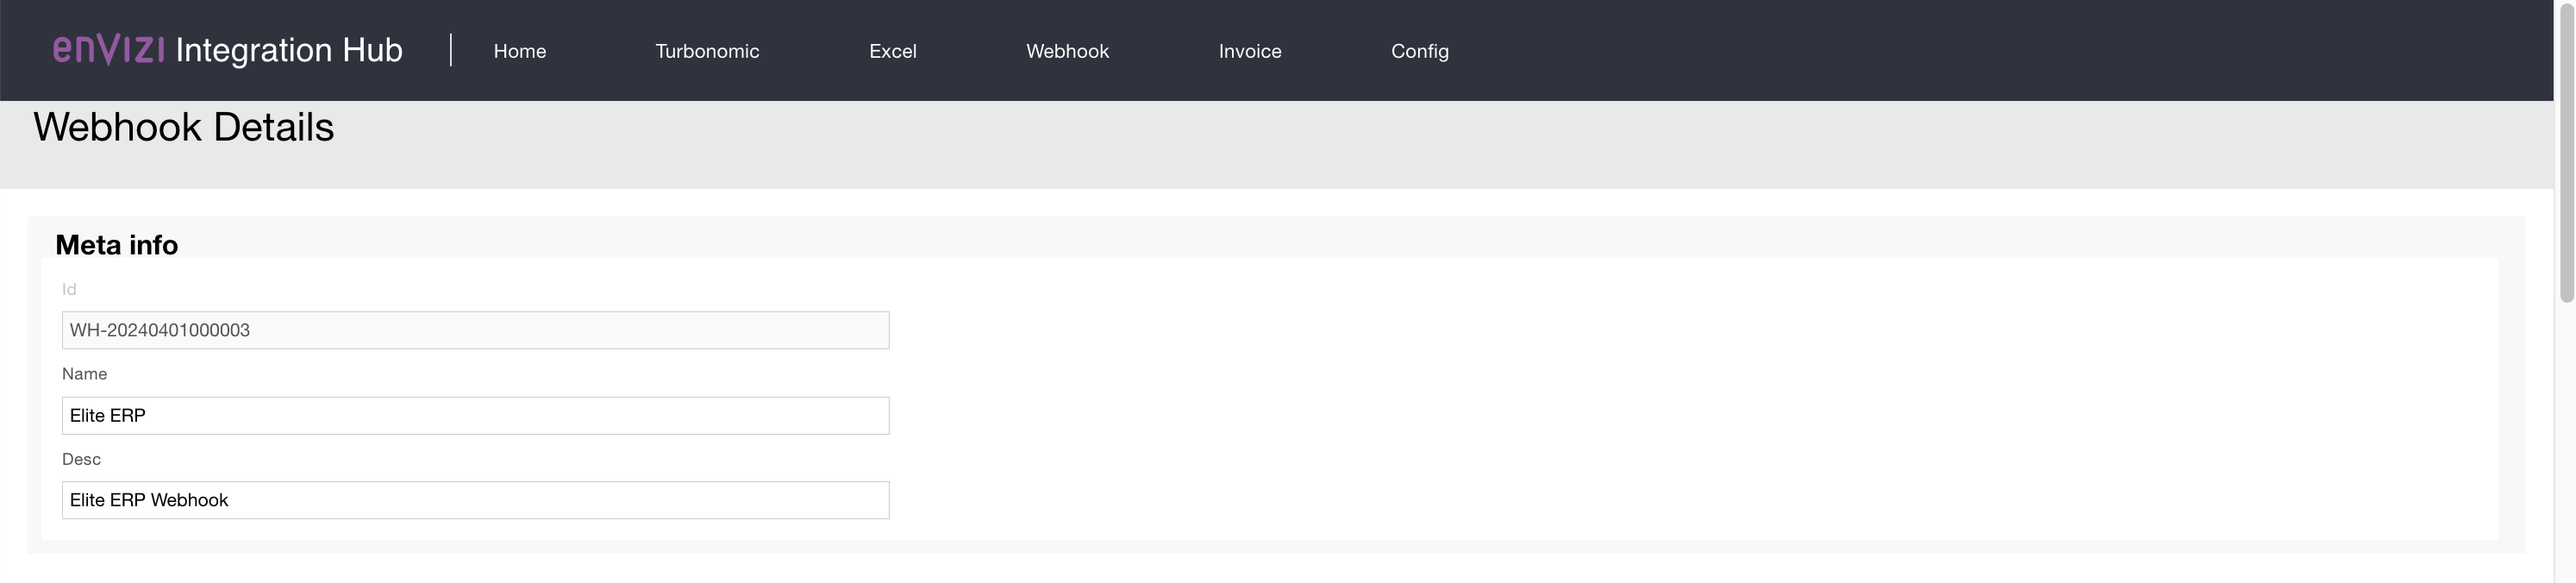 envizi Integration Hub | Home Turbonomic Excel Webhook Invoice Config
Webhook Details
Meta info
Id
WH-20240401000003
Name
Elite ERP
Desc
Elite ERP Webhook